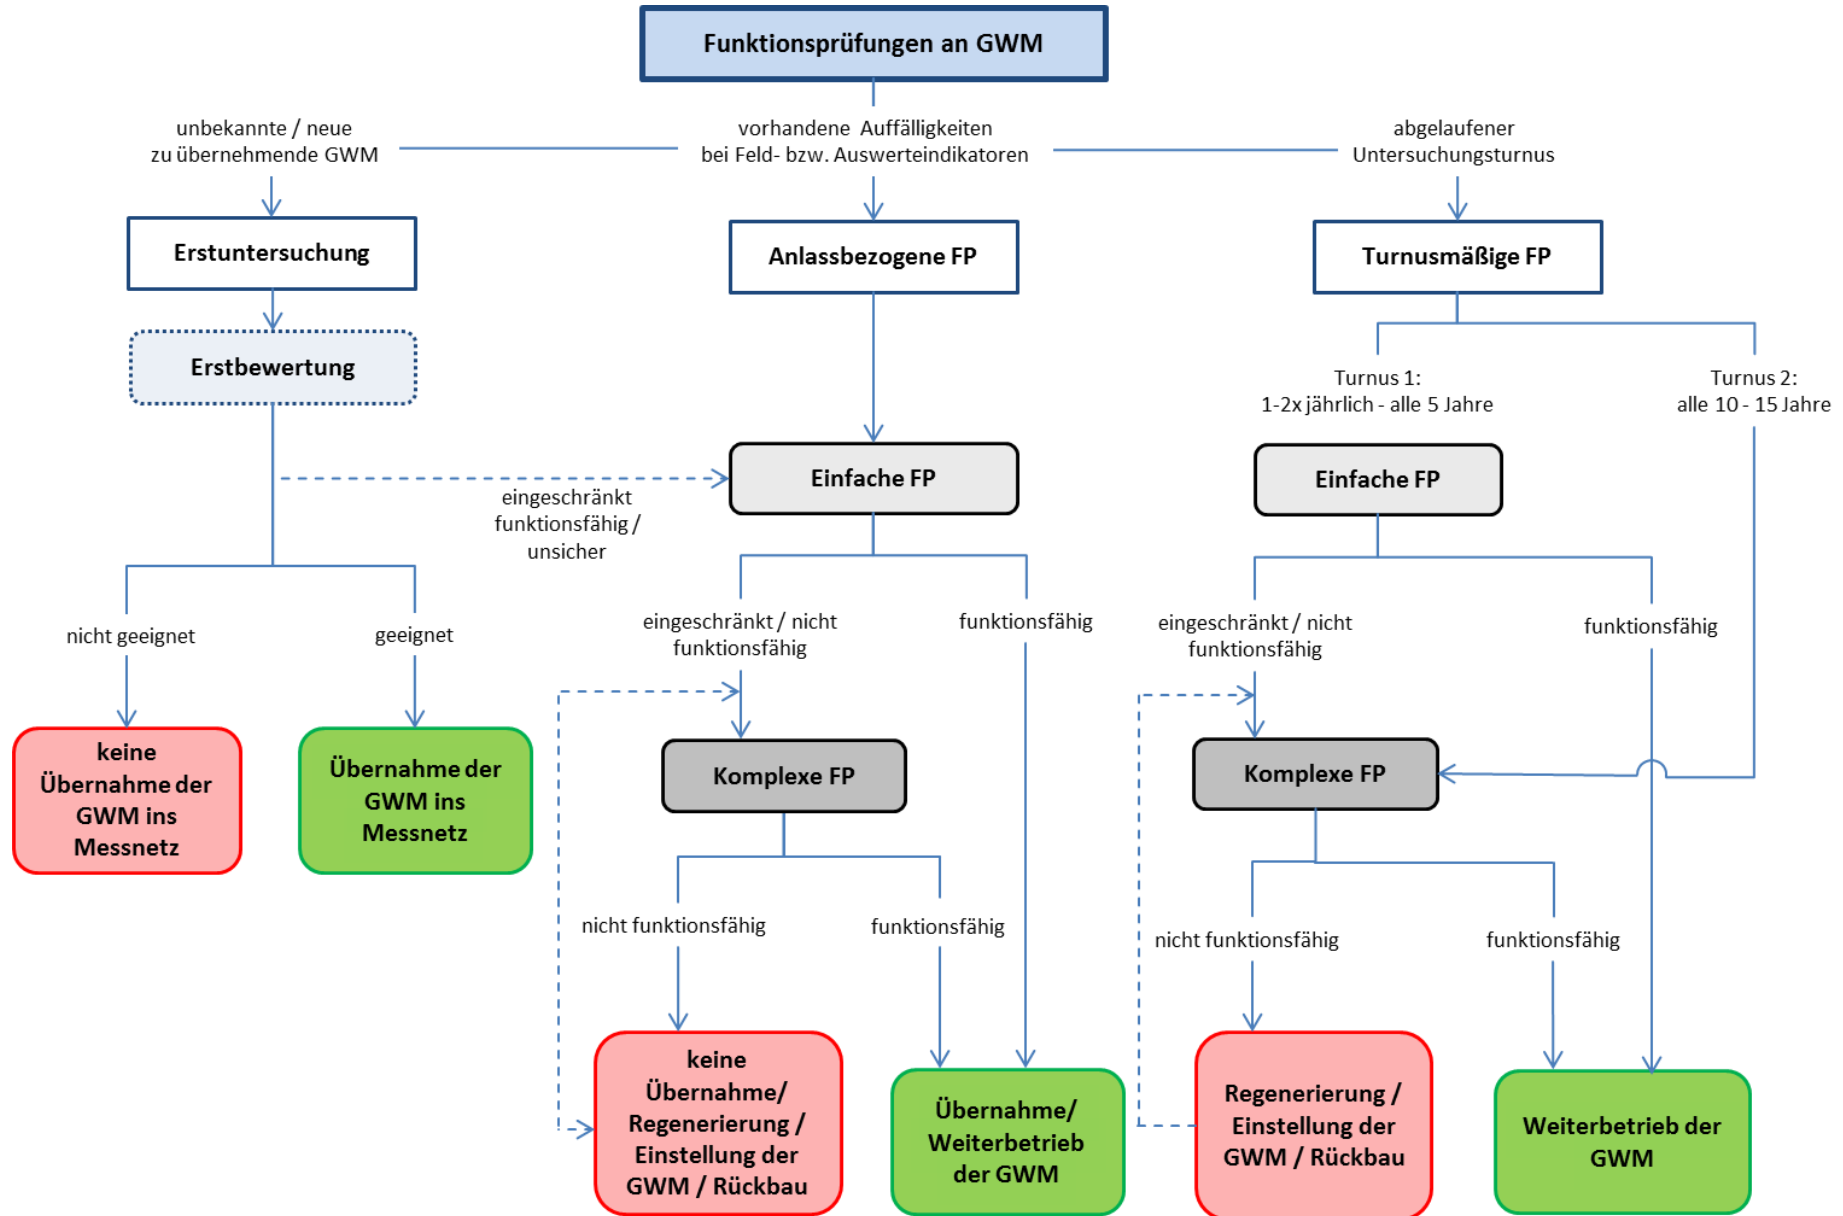 Funktionsprüfungen an GWM
unbekannte / neue
zu übernehmende GWM
vorhandene Auffälligkeiten
bei Feld- bzw. Auswerteindikatoren
abgelaufener
Untersuchungsturnus
Erstuntersuchung
Anlassbezogene FP
Turnusmäßige FP
Erstbewertung
Turnus 1:
1-2x jährlich - alle 5 Jahre
Turnus 2:
alle 10 - 15 Jahre
Einfache FP
Einfache FP
eingeschränkt
funktionsfähig /
unsicher
nicht geeignet
geeignet
eingeschränkt / nicht
funktionsfähig
funktionsfähig
eingeschränkt / nicht
funktionsfähig
funktionsfähig
keine
Übernahme der
GWM ins
Messnetz
Übernahme der
GWM ins
Messnetz
Komplexe FP
Komplexe FP
nicht funktionsfähig
funktionsfähig
nicht funktionsfähig
funktionsfähig
keine
Übernahme/
Regenerierung /
Einstellung der
GWM / Rückbau
Übernahme/
Weiterbetrieb
der GWM
Regenerierung /
Einstellung der
GWM / Rückbau
Weiterbetrieb der
GWM